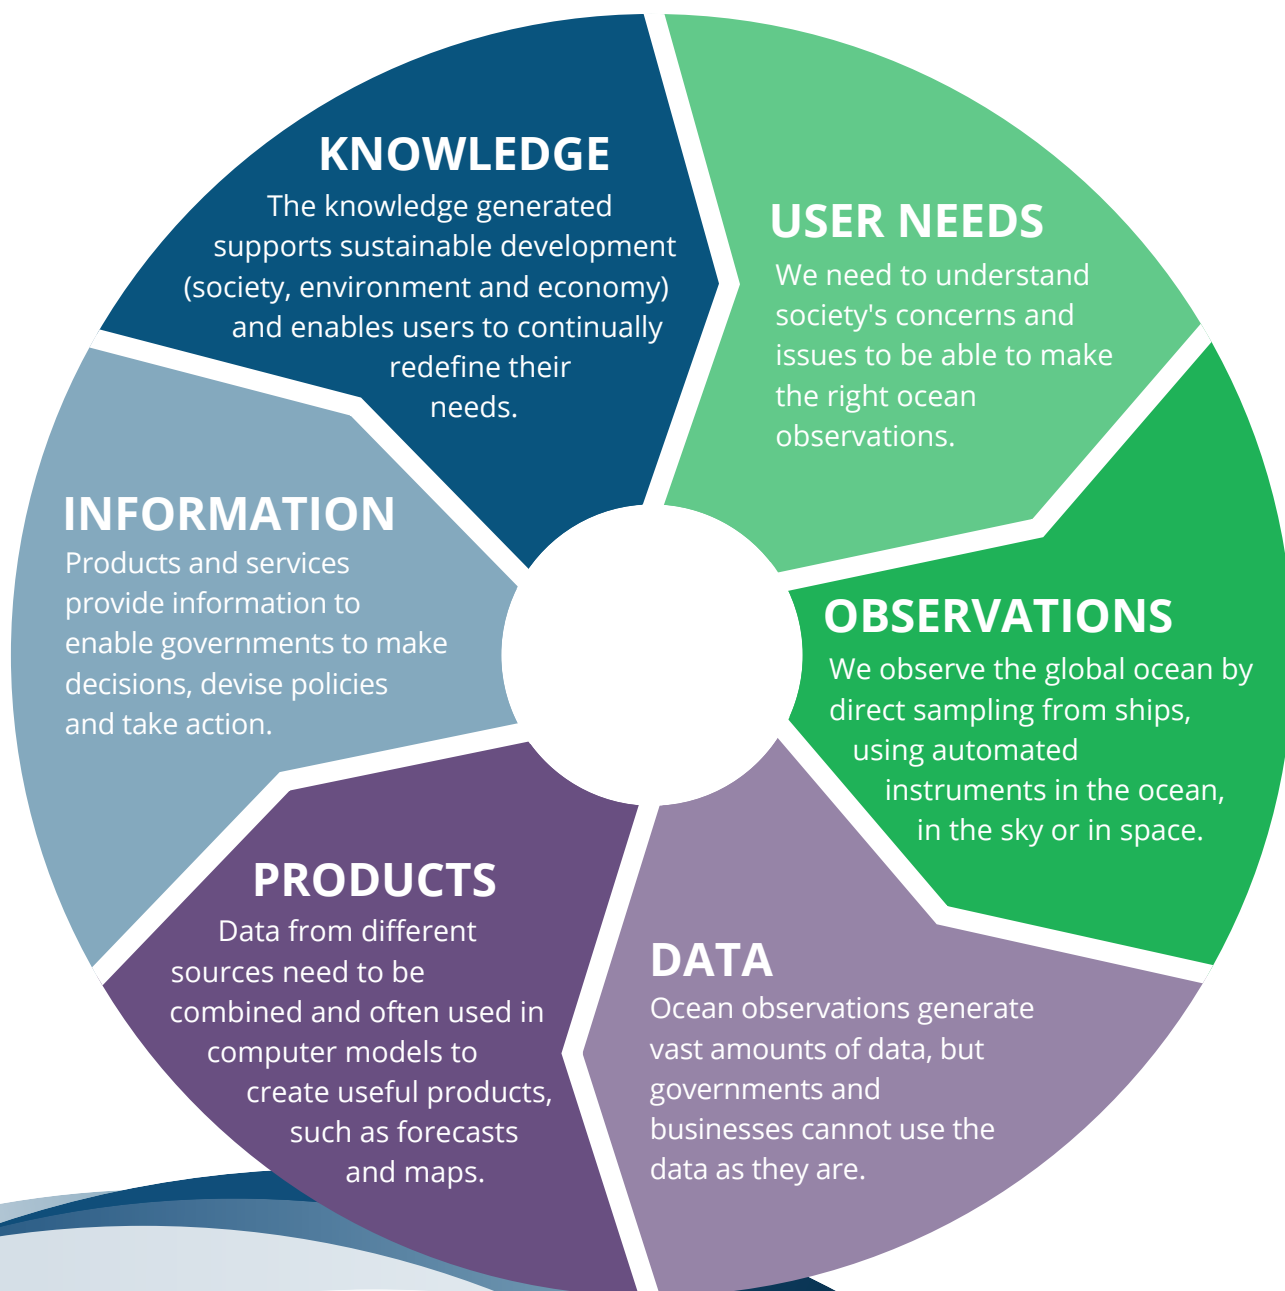 KNOWLEDGE
The knowledge generated
supports sustainable development
(society, environment and economy)
and enables users to continually
redefine their
needs.
USER NEEDS
We need to understand
society's concerns and
issues to be able to make
the right ocean
observations.
OBSERVATIONS
We observe the global ocean by
direct sampling from ships,
using automated
instruments in the ocean,
in the sky or in space.
DATA
Ocean observations generate
vast amounts of data, but
governments and
businesses cannot use the
data as they are.
PRODUCTS
Data from different
sources need to be
combined and often used in
computer models to
create useful products,
such as forecasts
and maps.
INFORMATION
Products and services
provide information to
enable governments to make
decisions, devise policies
and take action.